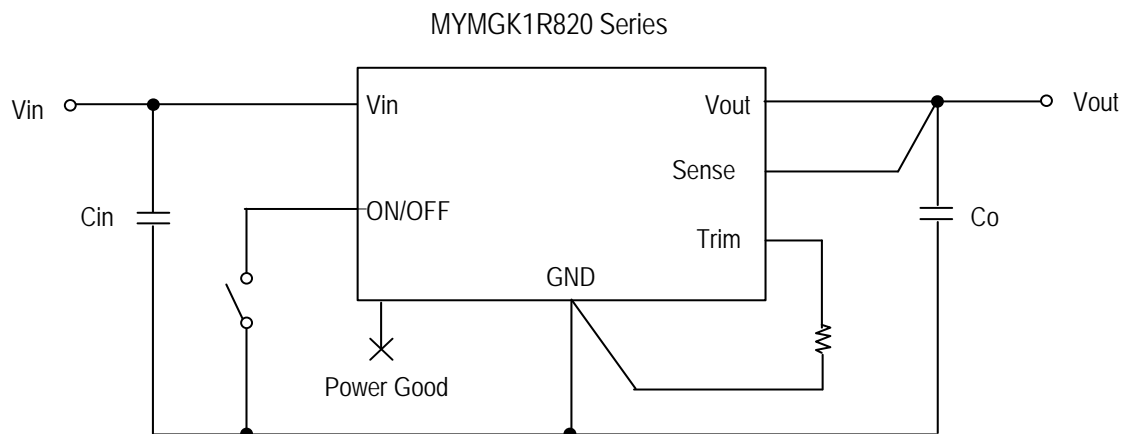 MYMGK1R820 Series
Vin
Vin
Vout
Vout
Sense
Cin
ON/OFF
Co
Trim
GND
Power Good